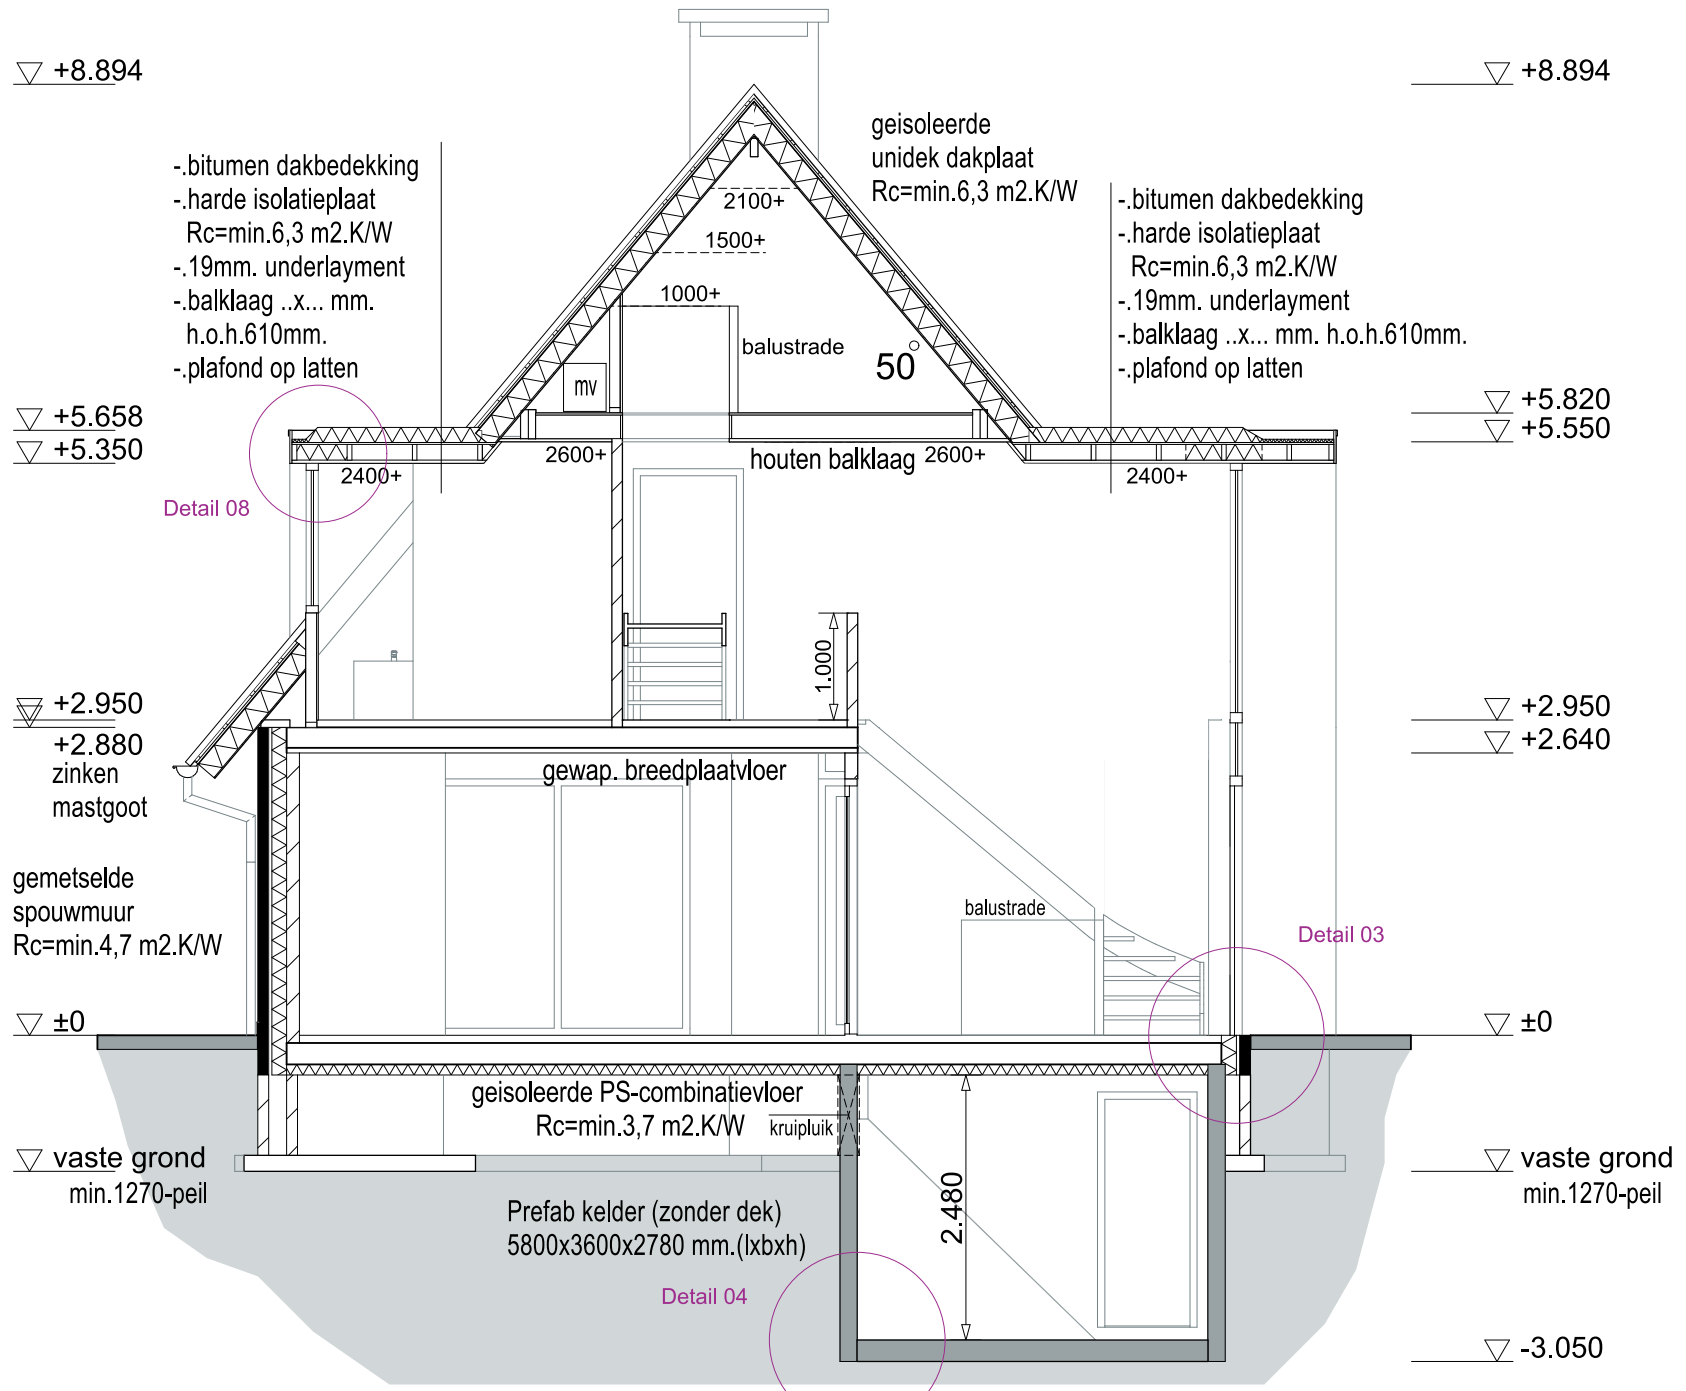 +8.894
+8.894
geisoleerde
unidek dakplaat
Rc=min.6,3 m2.K/W
-.bitumen dakbedekking
-.harde isolatieplaat
Rc=min.6,3 m2.K/W
-.19mm. underlayment
-.balklaag ..x... mm.
h.o.h.610mm.
-.plafond op latten
-.bitumen dakbedekking
-.harde isolatieplaat
Rc=min.6,3 m2.K/W
-.19mm. underlayment
-.balklaag ..x... mm. h.o.h.610mm.
-.plafond op latten
2100+
1500+
1000+
balustrade
50°
mv
+5.658
+5.350
+5.820
+5.550
2400+
2600+
houten balklaag
2600+
2400+
Detail 08
1.000
+2.950
+2.880
zinken
mastgoot
+2.950
+2.640
gewap. breedplaatvloer
gemetselde
spouwmuur
Rc=min.4,7 m2.K/W
balustrade
Detail 03
±0
±0
geisoleerde PS-combinatievloer
Rc=min.3,7 m2.K/W
kruipluik
vaste grond
min.1270-peil
vaste grond
min.1270-peil
Prefab kelder (zonder dek)
5800x3600x2780 mm.(lxbxh)
2.480
Detail 04
-3.050